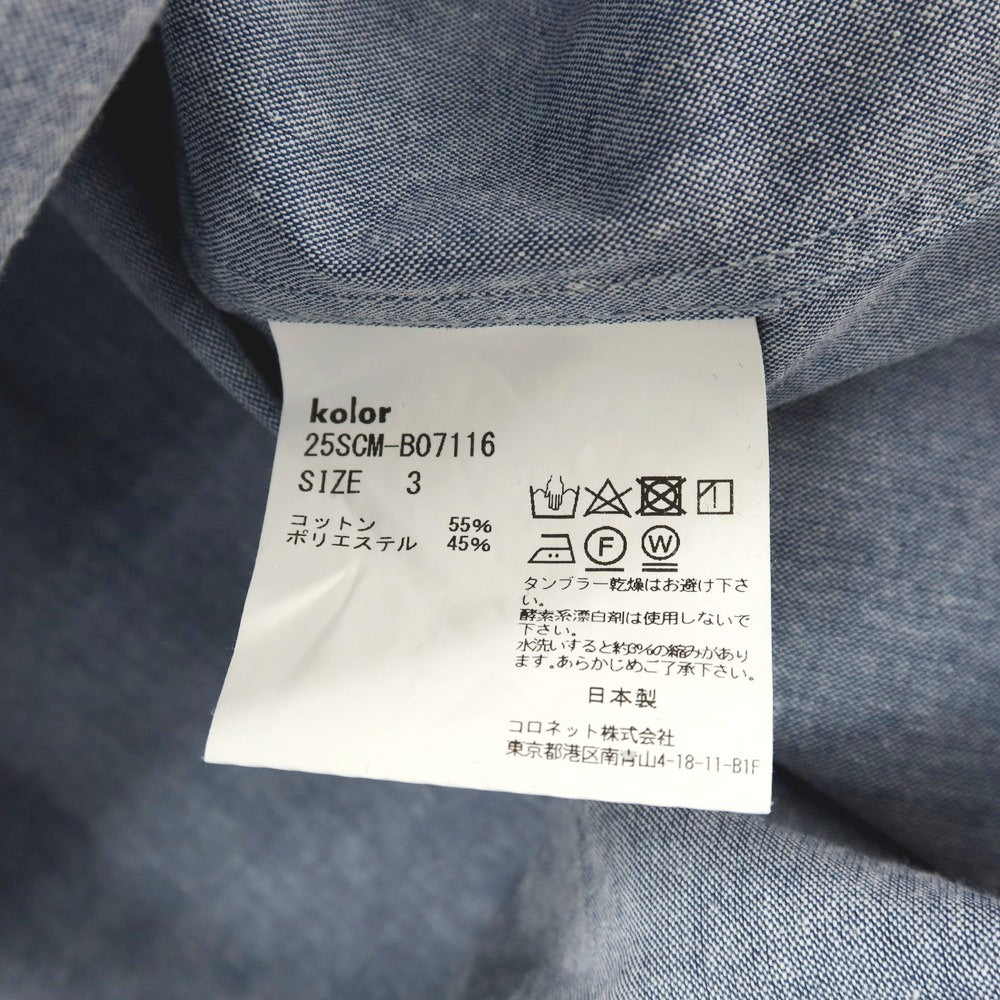 kolor
25SCM-B07116
SIZE 3
コットン 55%
ポリエステル 45%
F W
タンブラー乾燥はお避け下さ
い。
酵素系漂白剤は使用しないで
下さい。
水洗いすると約3%の縮みがあり
ます。あらかじめご了承下さい。
日本製
コロネット株式会社
東京都港区南青山4-18-11-B1F